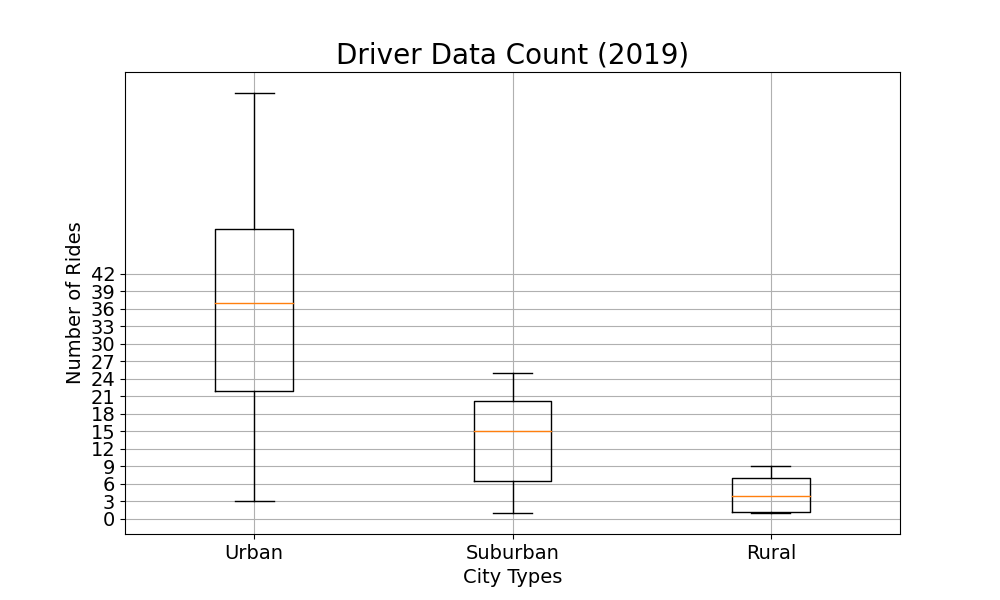 Driver Data Count (2019)
Number of Rides
42
39
36
33
30
27
24
21
18
15
12
9
6
3
0
Urban
Suburban
Rural
City Types